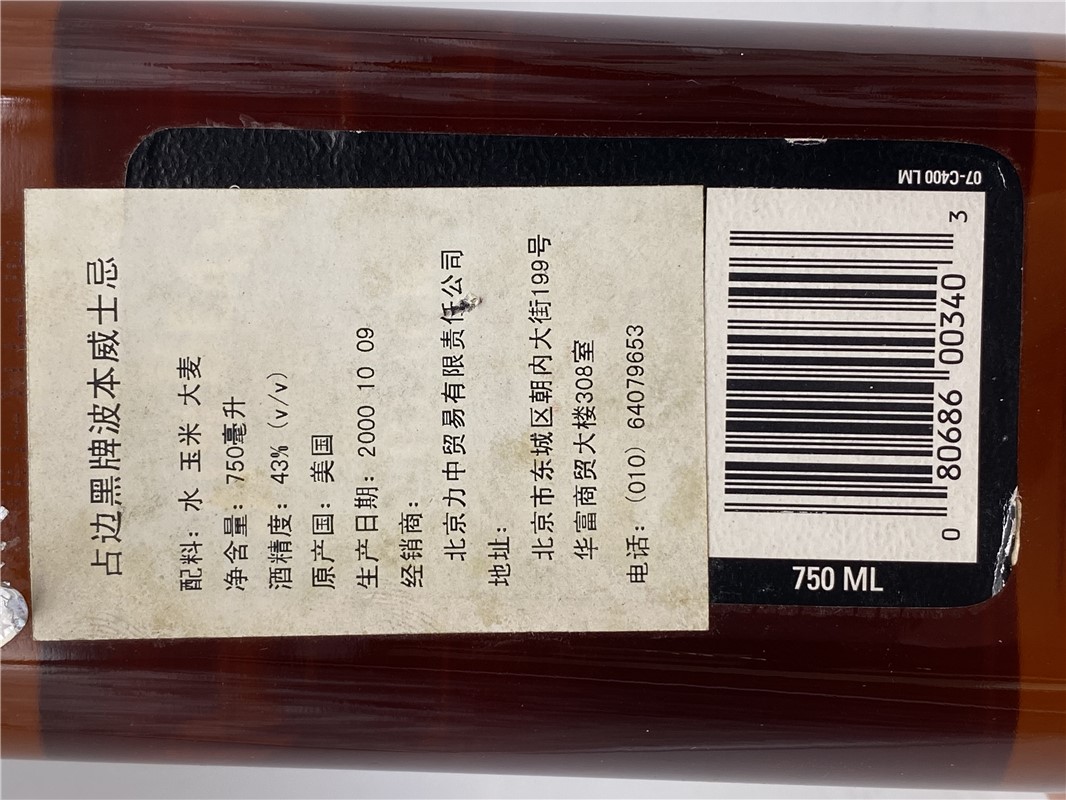 占边黑牌波本威士忌
配料：水 玉米 大麦
净含量：750毫升
酒精度：43%（v/v）
原产国：美国
生产日期：2000 10 09
经销商：
北京力中贸易有限责任公司
地址：
北京市东城区朝内大街199号
华富商贸大楼308室
电话：（010）64079653
07-C400 LM
0 80686 00340 3
750 ML